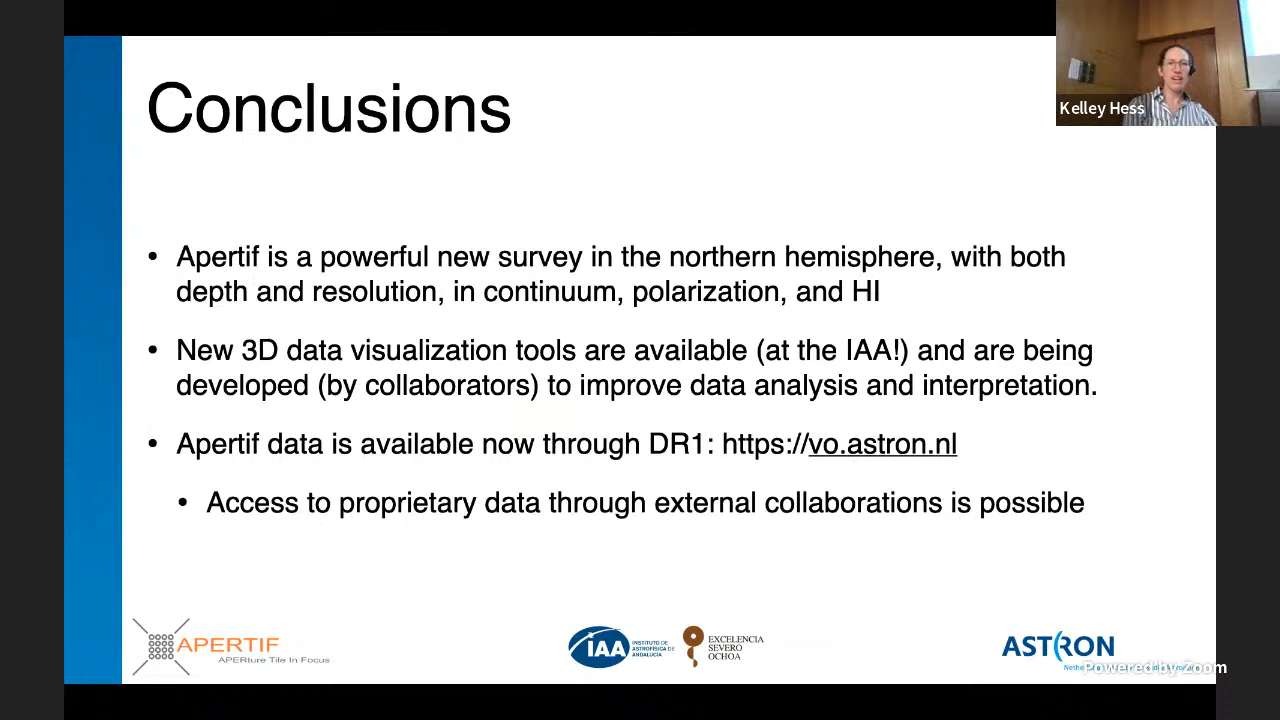 Conclusions
Kelley Hess
• Apertif is a powerful new survey in the northern hemisphere, with both
depth and resolution, in continuum, polarization, and HI
• New 3D data visualization tools are available (at the IAA!) and are being
developed (by collaborators) to improve data analysis and interpretation.
• Apertif data is available now through DR1: https://vo.astron.nl
• Access to proprietary data through external collaborations is possible
APERTIF
APERture Tile In Focus
IAA
INSTITUTO DE
ASTROFÍSICA DE
ANDALUCÍA
EXCELENCIA
SEVERO
OCHOA
ASTRON
Powered by Zoom